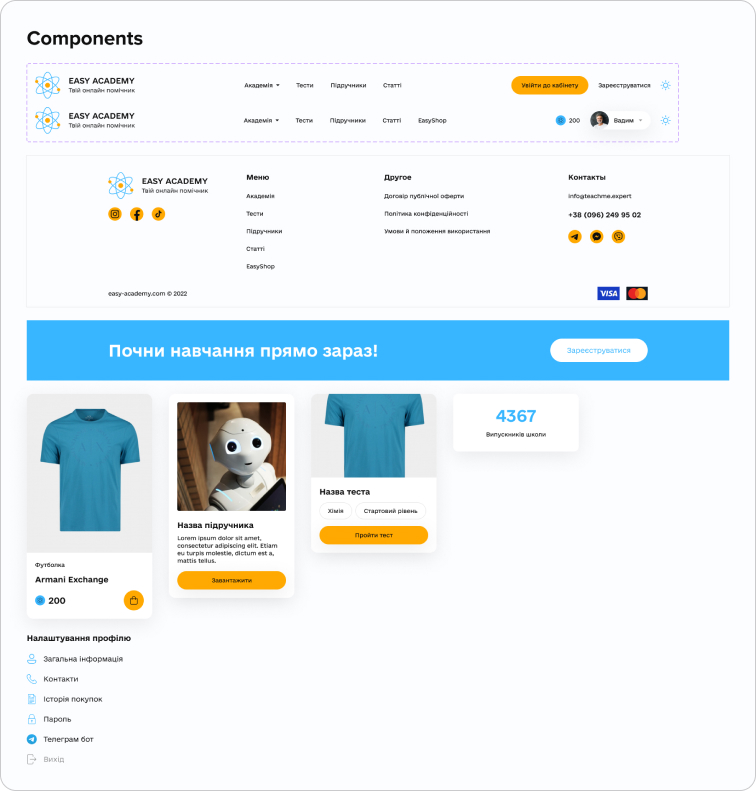 Components
EASY ACADEMY
Твій онлайн помічник
Академія
Тести
Підручники
Статті
Увійти до кабінету
Зареєструватися
EASY ACADEMY
Твій онлайн помічник
Академія
Тести
Підручники
Статті
EasyShop
200
Вадим
EASY ACADEMY
Твій онлайн помічник
Меню
Академія
Тести
Підручники
Статті
EasyShop
Другое
Договір публічної оферти
Політика конфіденційності
Умови й положення використання
Контакты
info@teachme.expert
+38 (096) 249 95 02
easy-academy.com © 2022
VISA
Почни навчання прямо зараз!
Зареєструватися
Футболка
Armani Exchange
200
Назва підручника
Lorem ipsum dolor sit amet,
consectetur adipiscing elit. Etiam
eu turpis molestie, dictum est a,
mattis tellus.
Завантажити
Назва теста
Хімія
Стартовий рівень
Пройти тест
4367
Випускників школи
Налаштування профілю
Загальна інформація
Контакти
Історія покупок
Пароль
Телеграм бот
Вихід